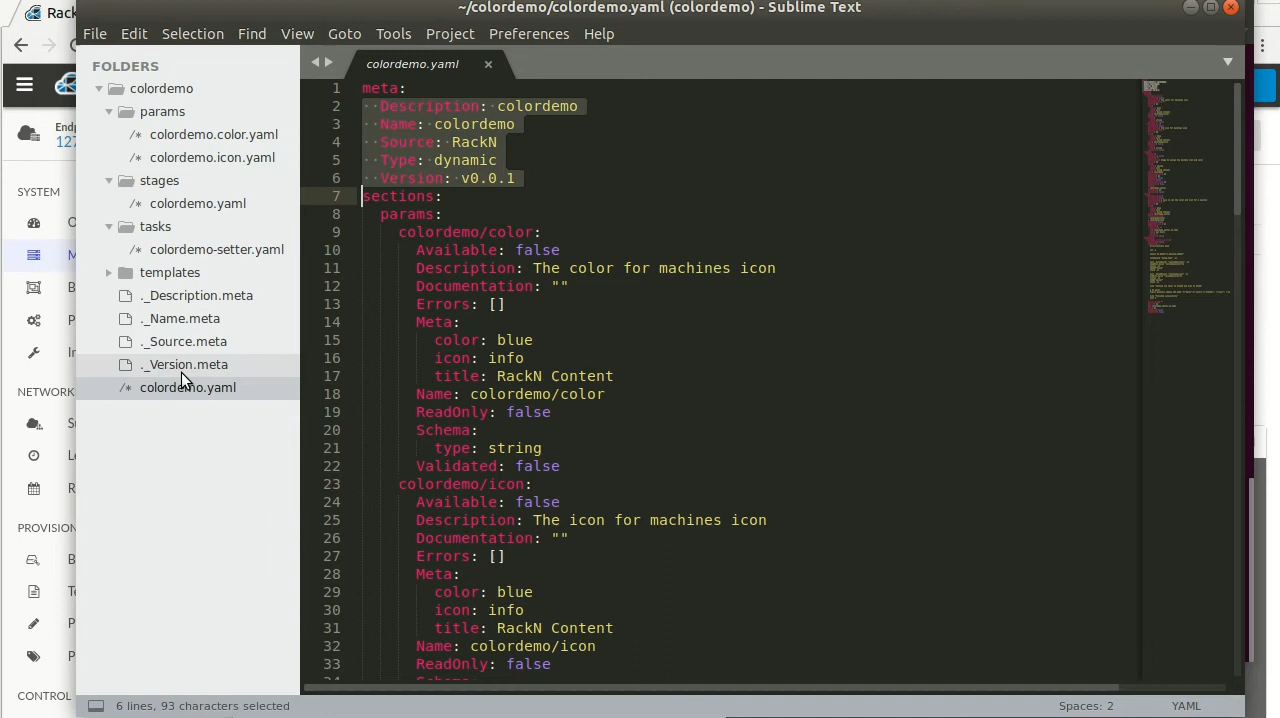 Rack
~/colordemo/colordemo.yaml (colordemo) - Sublime Text
File Edit Selection Find View Goto Tools Project Preferences Help
FOLDERS
colordemo
params
colordemo.color.yaml
colordemo.icon.yaml
stages
colordemo.yaml
tasks
colordemo-setter.yaml
templates
._Description.meta
._Name.meta
._Source.meta
._Version.meta
colordemo.yaml
colordemo.yaml
1 meta:
2 Description: colordemo
3 Name: colordemo
4 Source: RackN
5 Type: dynamic
6 Version: v0.0.1
7 sections:
8 params:
9 colordemo/color:
10 Available: false
11 Description: The color for machines icon
12 Documentation: ""
13 Errors: []
14 Meta:
15 color: blue
16 icon: info
17 title: RackN Content
18 Name: colordemo/color
19 ReadOnly: false
20 Schema:
21 type: string
22 Validated: false
23 colordemo/icon:
24 Available: false
25 Description: The icon for machines icon
26 Documentation: ""
27 Errors: []
28 Meta:
29 color: blue
30 icon: info
31 title: RackN Content
32 Name: colordemo/icon
33 ReadOnly: false
6 lines, 93 characters selected
Spaces: 2
YAML
Endp
127
SYSTEM
NETWORK
PROVISION
CONTROL